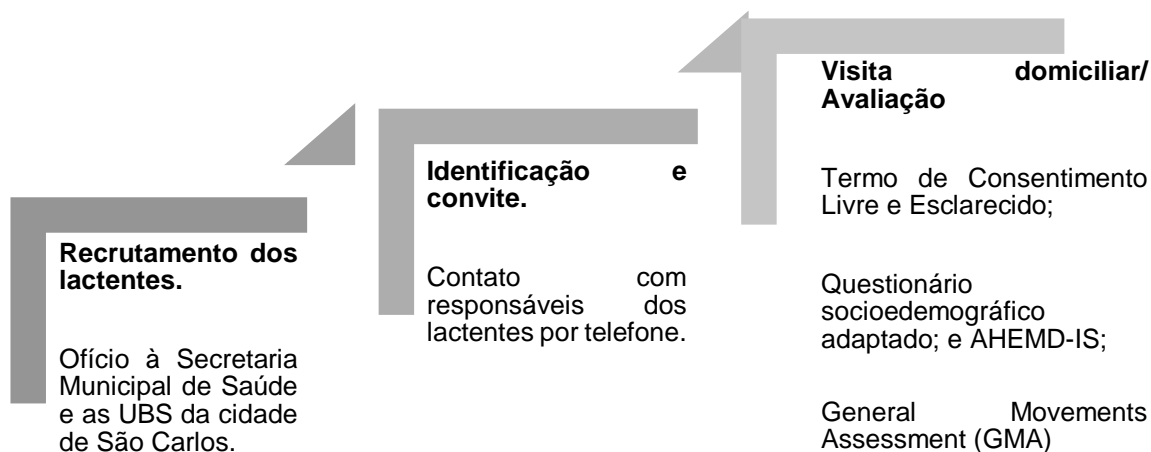 Recrutamento dos
lactentes.
Ofício à Secretaria
Municipal de Saúde
e as UBS da cidade
de São Carlos.
Identificação e
convite.
Contato com
responsáveis dos
lactentes por telefone.
Visita domiciliar/
Avaliação
Termo de Consentimento
Livre e Esclarecido;
Questionário
socioedemográfico
adaptado; e AHEMD-IS;
General Movements
Assessment (GMA)